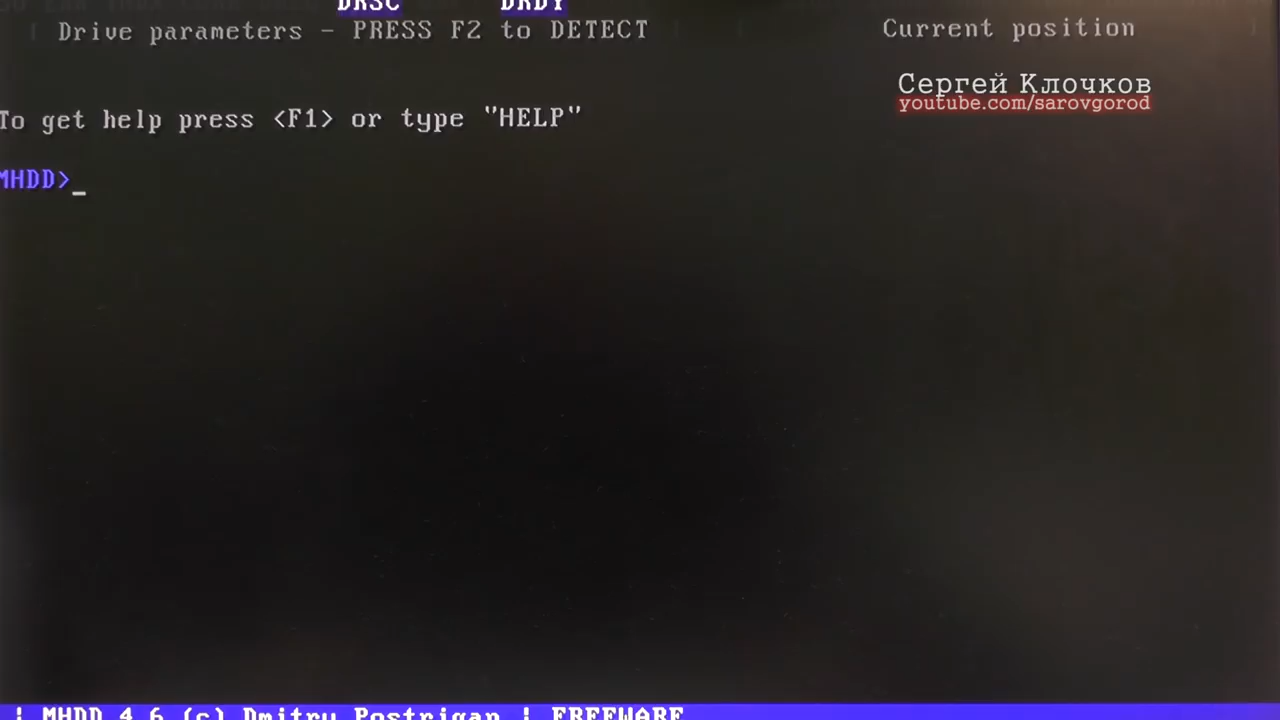 DRSC DRDY
[ Drive parameters - PRESS F2 to DETECT ] [ Current position ]
Сергей Клочков
youtube.com/sarovgorod
To get help press <F1> or type "HELP"
MHDD>_
| MHDD 4.6 (c) Dmitry Postrigan | FREEWARE